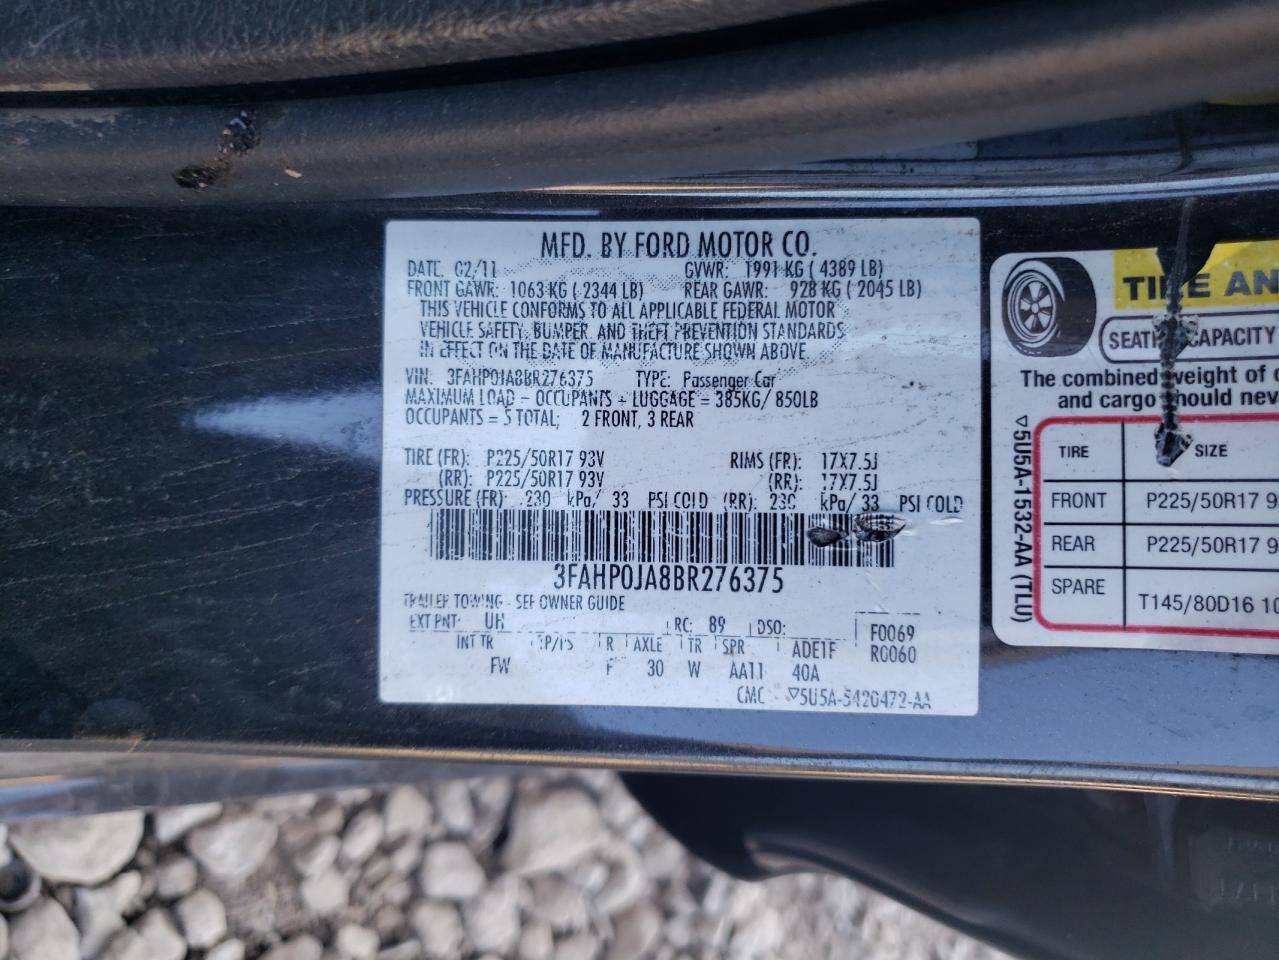 MFD. BY FORD MOTOR CO.
DATE: 02/11 GVWR: 1991 KG ( 4389 LB)
FRONT GAWR: 1063 KG ( 2344 LB) REAR GAWR: 928 KG ( 2045 LB)
THIS VEHICLE CONFORMS TO ALL APPLICABLE FEDERAL MOTOR
VEHICLE SAFETY, BUMPER, AND THEFT PREVENTION STANDARDS
IN EFFECT ON THE DATE OF MANUFACTURE SHOWN ABOVE.
VIN: 3FAHP0JA8BR276375 TYPE: Passenger Car
MAXIMUM LOAD - OCCUPANTS + LUGGAGE = 385KG/ 850LB
OCCUPANTS = 5 TOTAL; 2 FRONT, 3 REAR
TIRE (FR): P225/50R17 93V RIMS (FR): 17X7.5J
(RR): P225/50R17 93V (RR): 17X7.5J
PRESSURE (FR) 230 kPa/ 33 PSI COLD (RR): 230 kPa/ 33 PSI COLD
3FAHP0JA8BR276375
TRAILER TOWING - SEE OWNER GUIDE
EXT PNT: UH RC: 89 DSO: F0069
INT TR TP/PS R AXLE TR SPR ADE1F R0060
FW F 30 W AA11 40A
CMC ▽5U5A-5420472-AA
TIRE AN
SEATING CAPACITY
The combined weight of
and cargo should nev
▽5U5A-1532-AA (TLU)
TIRE SIZE
FRONT P225/50R17 9
REAR P225/50R17 9
SPARE T145/80D16 10